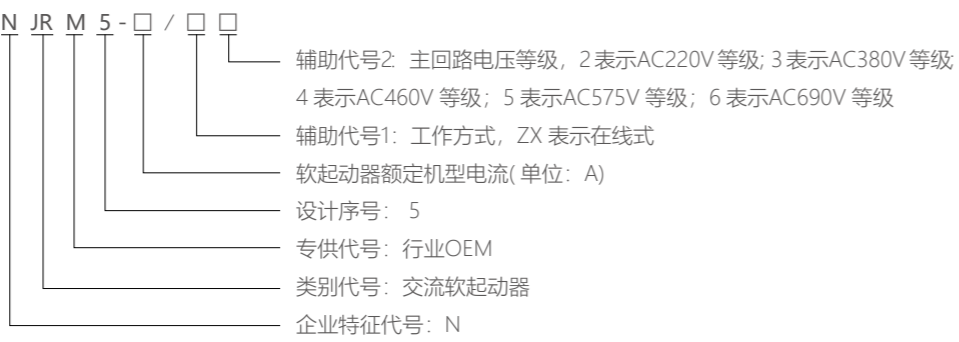 N JR M 5 - □ / □ □
辅助代号2: 主回路电压等级，2表示AC220V等级; 3表示AC380V等级;
4 表示AC460V 等级；5 表示AC575V 等级；6 表示AC690V 等级
辅助代号1：工作方式，ZX 表示在线式
软起动器额定机型电流( 单位：A)
设计序号： 5
专供代号：行业OEM
类别代号：交流软起动器
企业特征代号：N